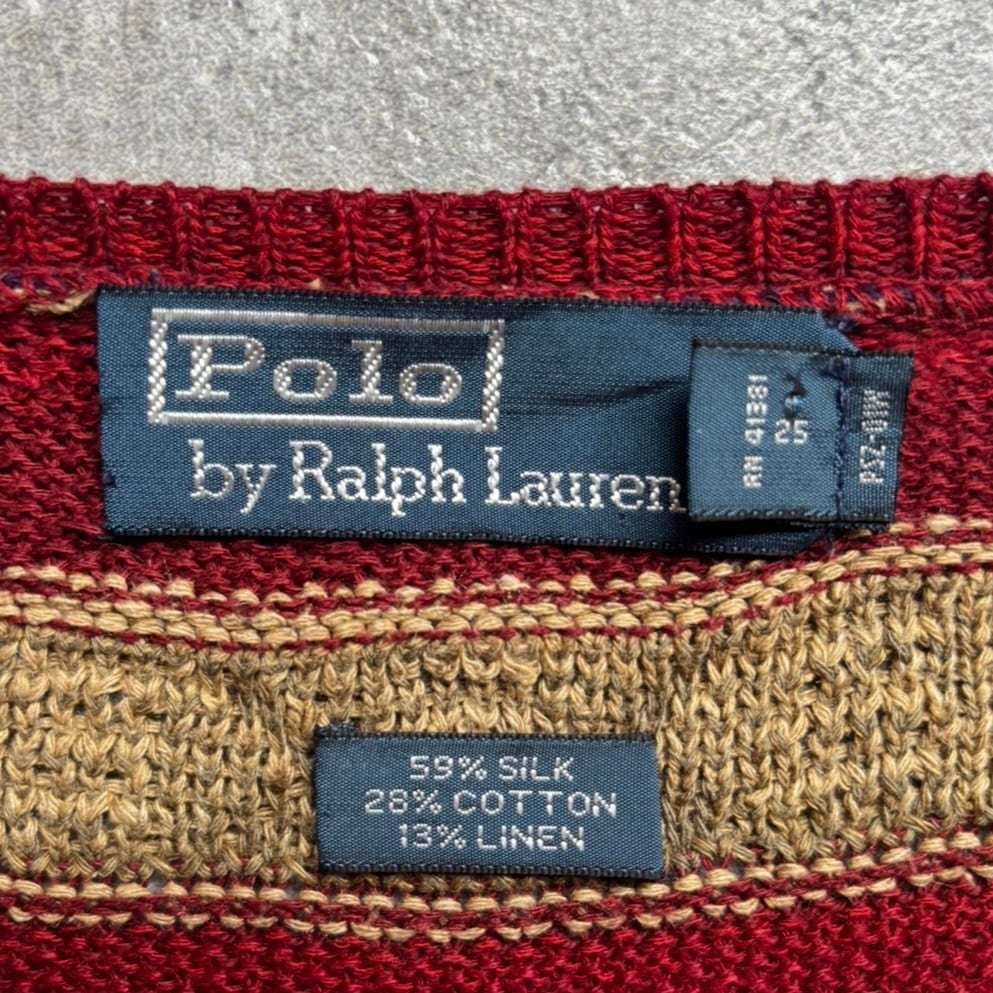 Polo
by Ralph Lauren
RN 41381
25
59% SILK
28% COTTON
13% LINEN